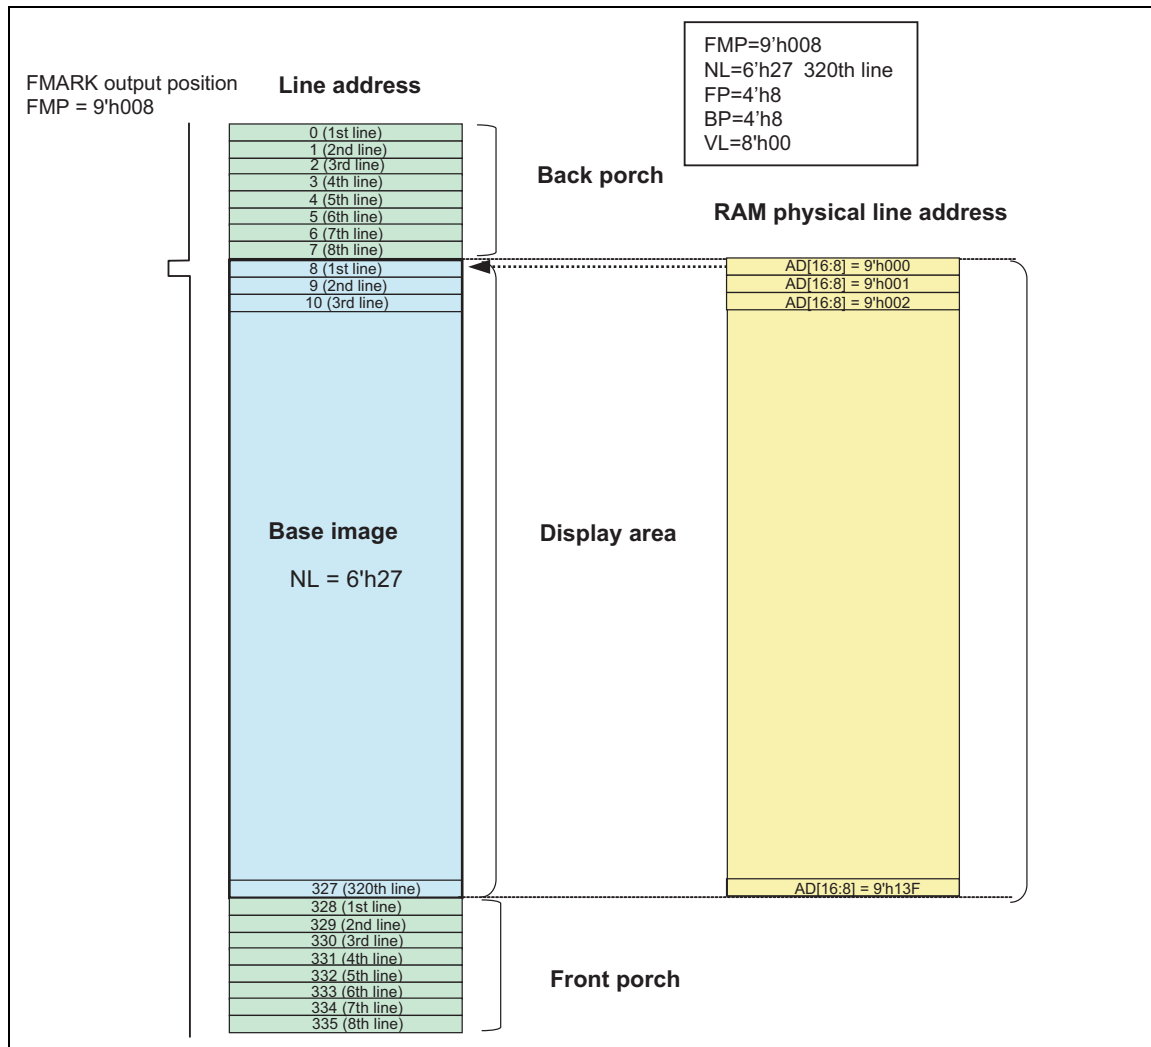 FMP=9’h008
NL=6’h27 320th line
FP=4’h8
BP=4’h8
VL=8'h00
FMARK output position
FMP = 9'h008
Line address
0 (1st line)
1 (2nd line)
2 (3rd line)
3 (4th line)
4 (5th line)
5 (6th line)
6 (7th line)
7 (8th line)
Back porch
RAM physical line address
8 (1st line)
9 (2nd line)
10 (3rd line)
AD[16:8] = 9'h000
AD[16:8] = 9'h001
AD[16:8] = 9'h002
Base image
NL = 6'h27
Display area
327 (320th line)
AD[16:8] = 9'h13F
328 (1st line)
329 (2nd line)
330 (3rd line)
331 (4th line)
332 (5th line)
333 (6th line)
334 (7th line)
335 (8th line)
Front porch